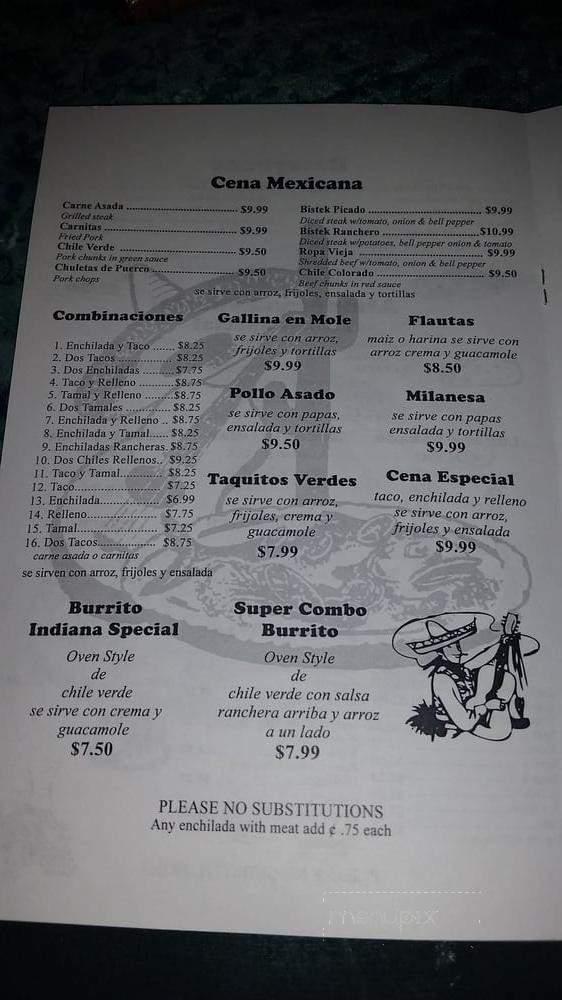 Cena Mexicana
Carne Asada ........................................ $9.99
Grilled steak
Carnitas ................................................ $9.99
Fried Pork
Chile Verde .......................................... $9.50
Pork chunks in green sauce
Chuletas de Puerco .............................. $9.50
Pork chops
Bistek Picado ........................................ $9.99
Diced steak w/tomato, onion & bell pepper
Bistek Ranchero .................................... $10.99
Diced steak w/potatoes, bell pepper onion & tomato
Ropa Vieja ............................................ $9.99
Shredded beef w/tomato, onion & bell pepper
Chile Colorado ...................................... $9.50
Beef chunks in red sauce
se sirve con arroz, frijoles, ensalada y tortillas
Combinaciones
1. Enchilada y Taco ....... $8.25
2. Dos Tacos ................. $8.25
3. Dos Enchiladas ......... $7.75
4. Taco y Relleno .......... $8.75
5. Tamal y Relleno ........ $8.75
6. Dos Tamales ............. $8.25
7. Enchilada y Relleno .. $8.75
8. Enchilada y Tamal...... $8.25
9. Enchiladas Rancheras. $8.75
10. Dos Chiles Rellenos.. $9.25
11. Taco y Tamal............ $8.25
12. Taco......................... $7.25
13. Enchilada................. $6.99
14. Relleno.................... $7.75
15. Tamal....................... $7.25
16. Dos Tacos................. $8.75
carne asada o carnitas
se sirven con arroz, frijoles y ensalada
Gallina en Mole
se sirve con arroz,
frijoles y tortillas
$9.99
Pollo Asado
se sirve con papas,
ensalada y tortillas
$9.50
Taquitos Verdes
se sirve con arroz,
frijoles, crema y
guacamole
$7.99
Flautas
maiz o harina se sirve con
arroz crema y guacamole
$8.50
Milanesa
se sirve con papas
ensalada y tortillas
$9.99
Cena Especial
taco, enchilada y relleno
se sirve con arroz,
frijoles y ensalada
$9.99
Burrito
Indiana Special
Oven Style
de
chile verde
se sirve con crema y
guacamole
$7.50
Super Combo
Burrito
Oven Style
de
chile verde con salsa
ranchera arriba y arroz
a un lado
$7.99
PLEASE NO SUBSTITUTIONS
Any enchilada with meat add ¢ .75 each
menupix